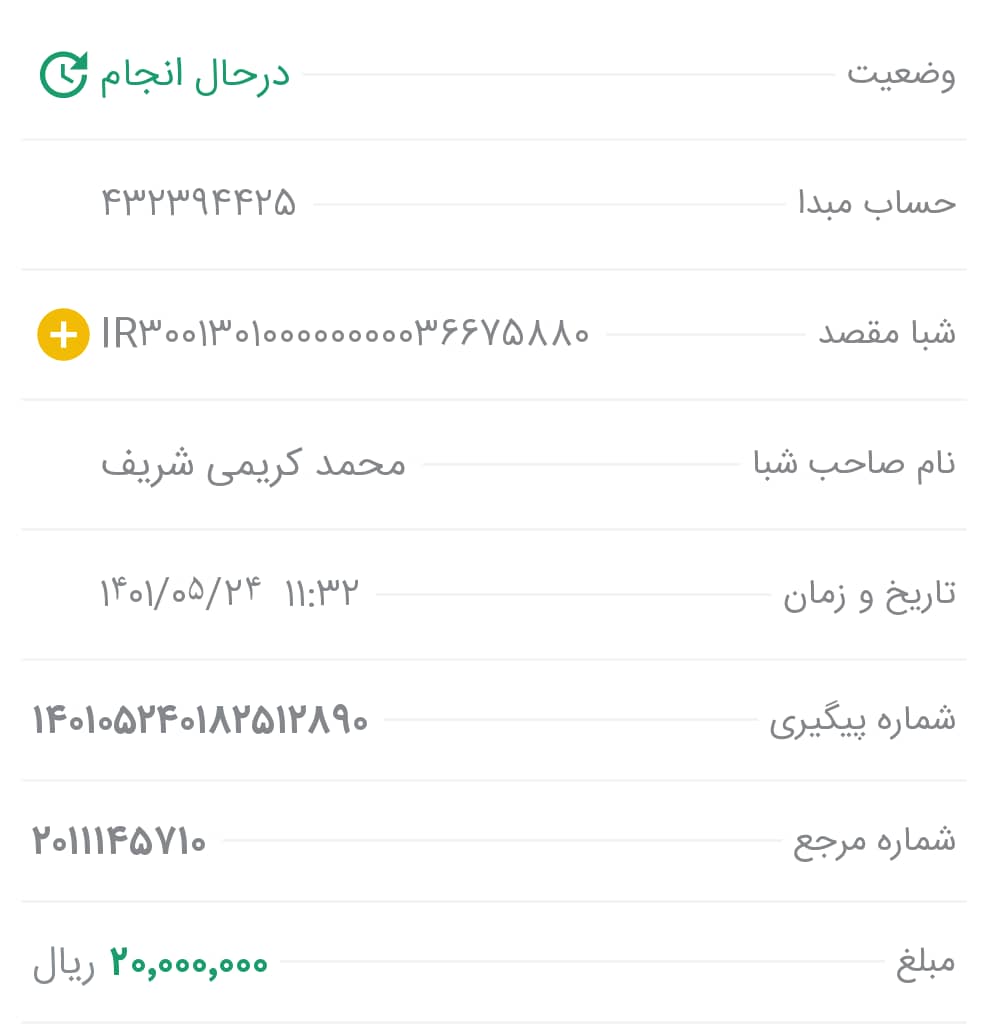 وضعیت درحال انجام
حساب مبدا ۴۳۲۳۹۴۴۲۵
شبا مقصد IR۳۰۰۱۳۰۱۰۰۰۰۰۰۰۰۰۳۶۶۷۵۸۸۰
نام صاحب شبا محمد کریمی شریف
تاریخ و زمان ۱۴۰۱/۰۵/۲۴ ۱۱:۳۲
شماره پیگیری ۱۴۰۱۰۵۲۴۰۱۸۲۵۱۲۸۹۰
شماره مرجع ۲۰۱۱۱۴۵۷۱۰
مبلغ ۲۰,۰۰۰,۰۰۰ ریال